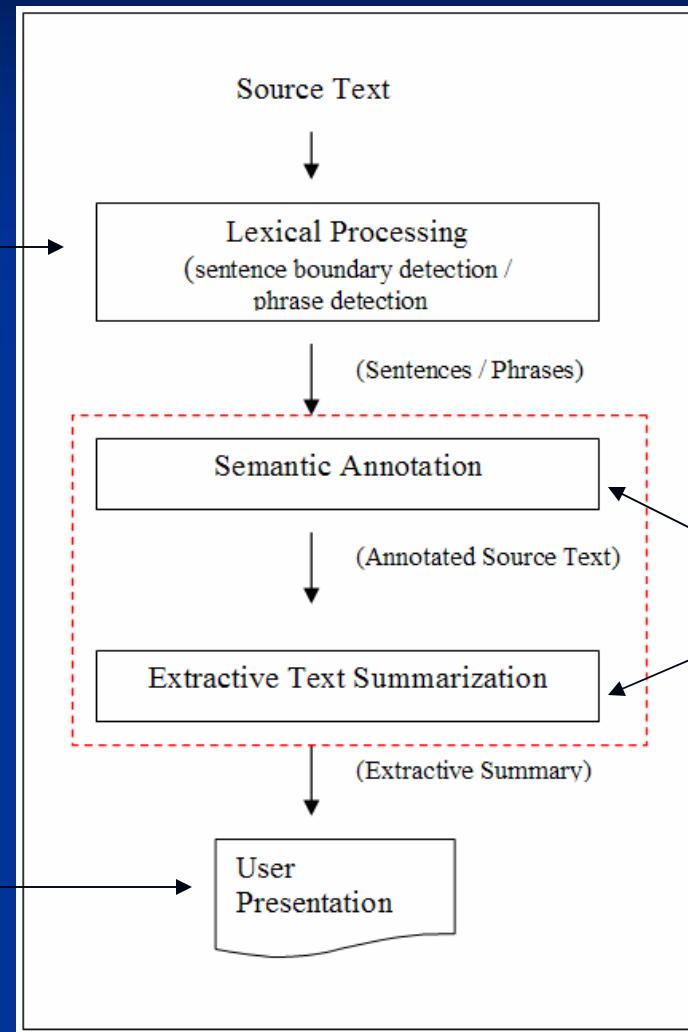 Source Text
Lexical Processing
(sentence boundary detection /
phrase detection
(Sentences / Phrases)
Semantic Annotation
(Annotated Source Text)
Extractive Text Summarization
(Extractive Summary)
User
Presentation